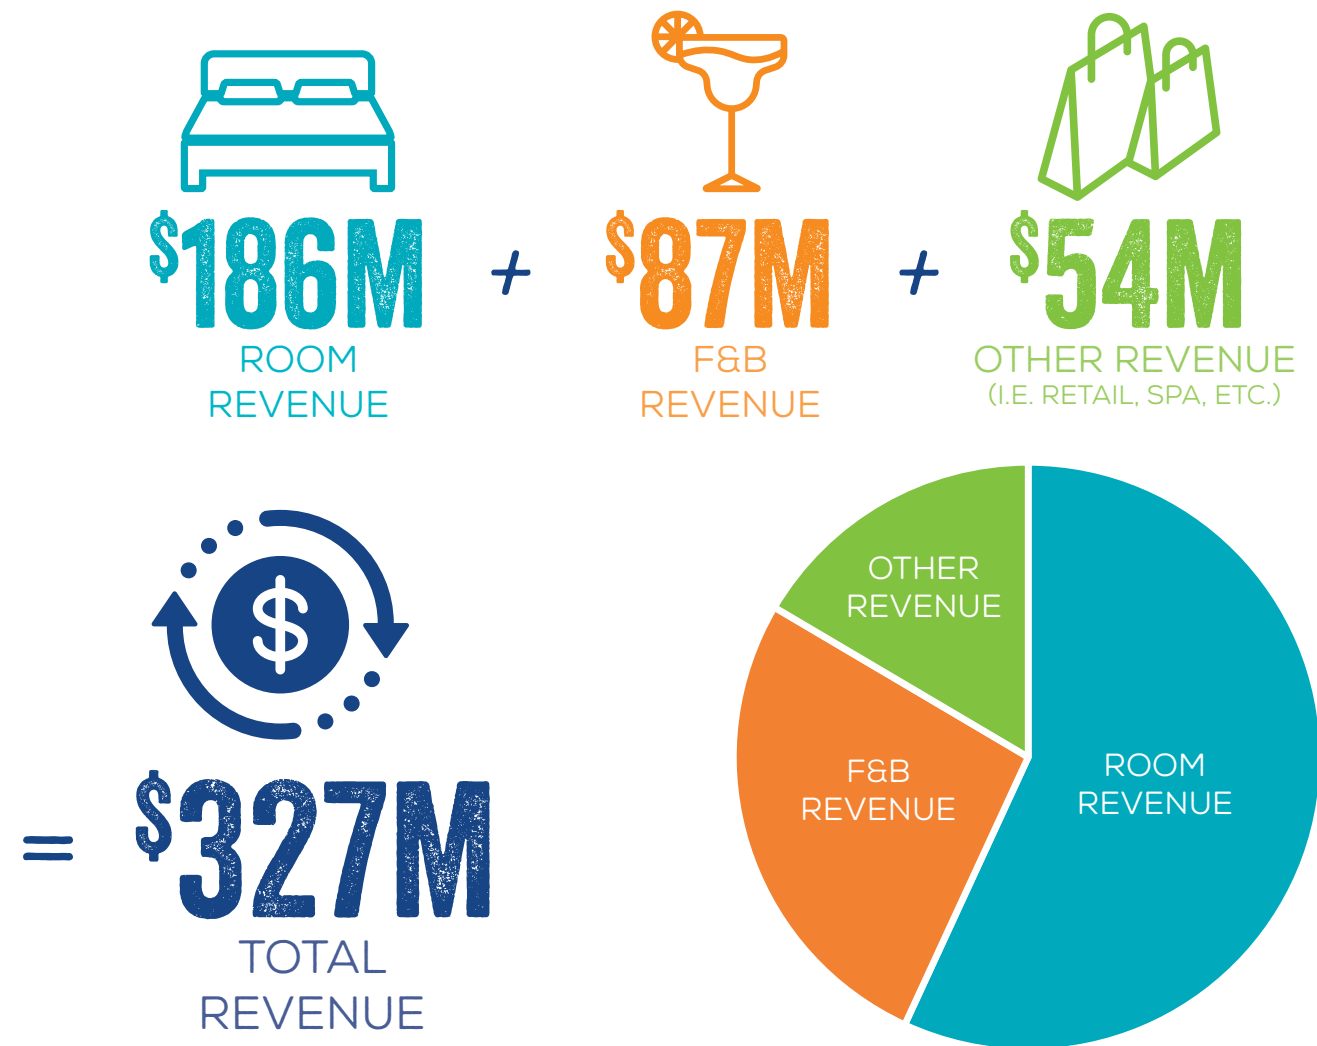 $186M
ROOM
REVENUE
+
$87M
F&B
REVENUE
+
$54M
OTHER REVENUE
(I.E. RETAIL, SPA, ETC.)
$
= $327M
TOTAL
REVENUE
OTHER
REVENUE
F&B
REVENUE
ROOM
REVENUE